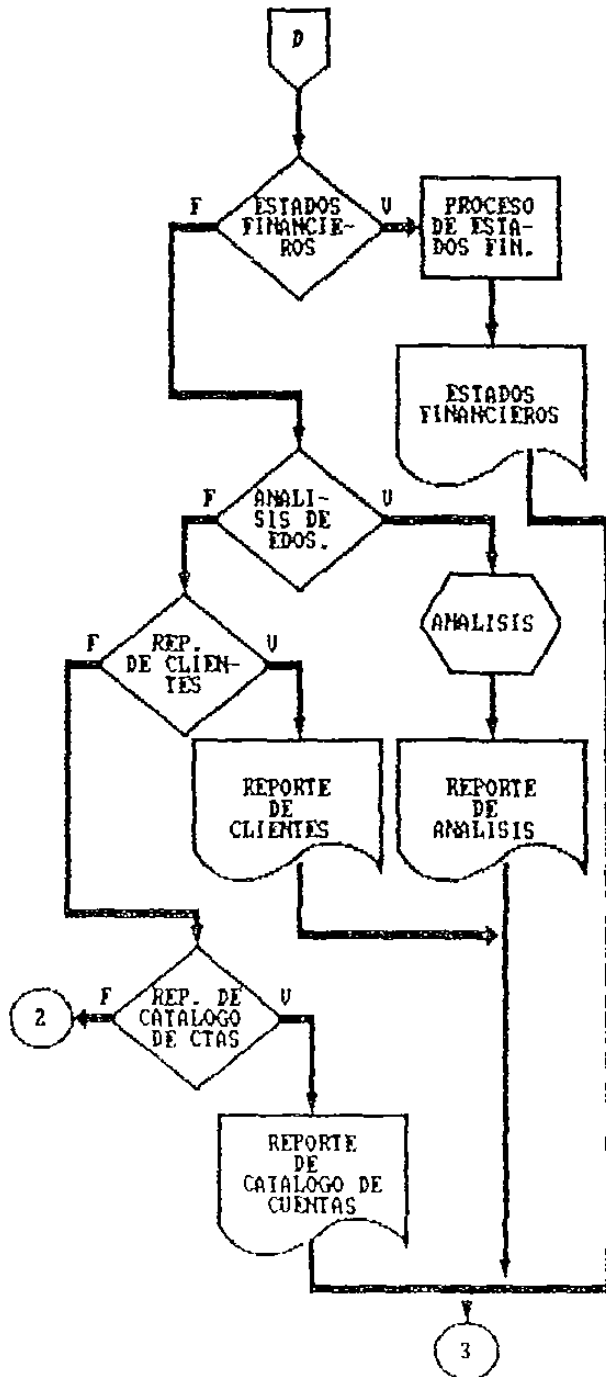 D
F
ESTADOS
FINANCIE-
ROS
V
PROCESO
DE ESTA-
DOS FIN.
ESTADOS
FINANCIEROS
F
ANALI-
SIS DE
EDOS.
V
ANALISIS
F
REP.
DE CLIEN-
TES
V
REPORTE
DE
CLIENTES
REPORTE
DE
ANALISIS
2
F
REP. DE
CATALOGO
DE CTAS
V
REPORTE
DE
CATALOGO DE
CUENTAS
3